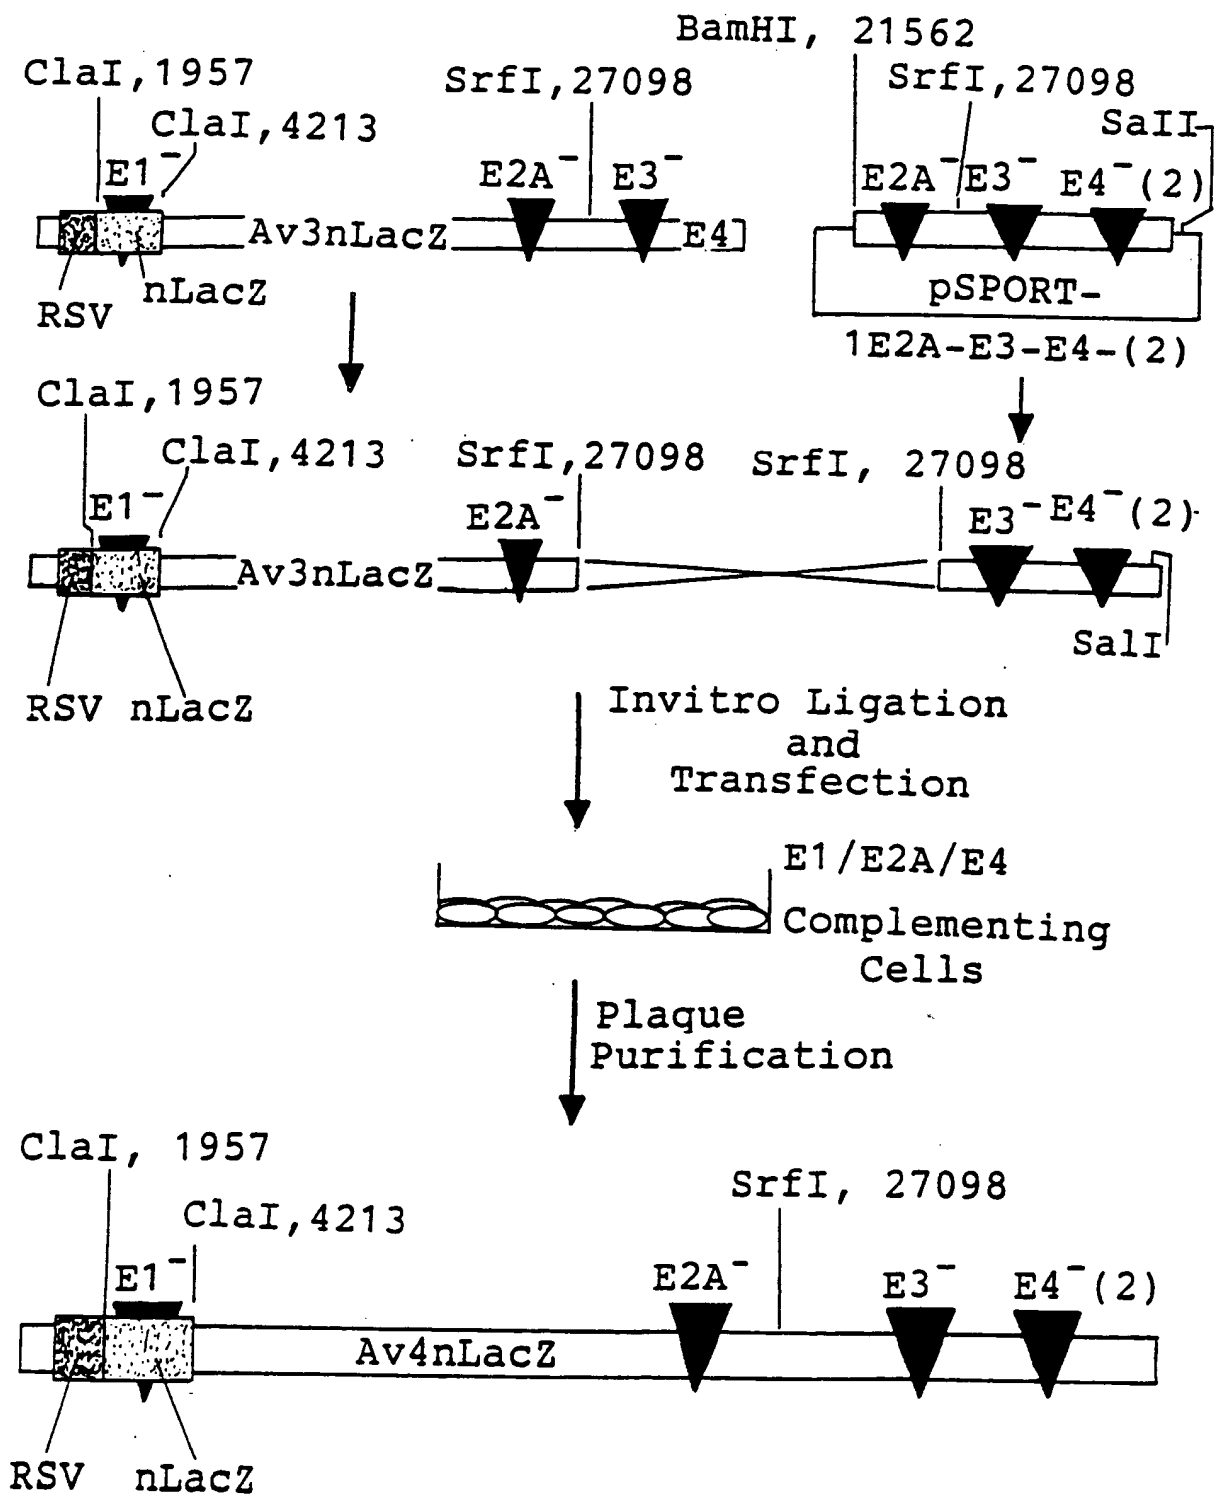 BamHI, 21562
ClaI,1957
SrfI,27098
SrfI,27098
ClaI,4213
SaII
E1⁻
E2A⁻
E3⁻
E2A⁻
E3⁻
E4⁻(2)
Av3nLacZ
E4
RSV
nLacZ
pSPORT-
1E2A-E3-E4-(2)
ClaI,1957
ClaI,4213
SrfI,27098
SrfI, 27098
E1⁻
E2A⁻
E3⁻
E4⁻(2)
Av3nLacZ
SalI
RSV
nLacZ
Invitro Ligation
and
Transfection
E1/E2A/E4
Complementing
Cells
Plaque
Purification
ClaI, 1957
ClaI,4213
SrfI, 27098
E1⁻
E2A⁻
E3⁻
E4⁻(2)
Av4nLacZ
RSV
nLacZ